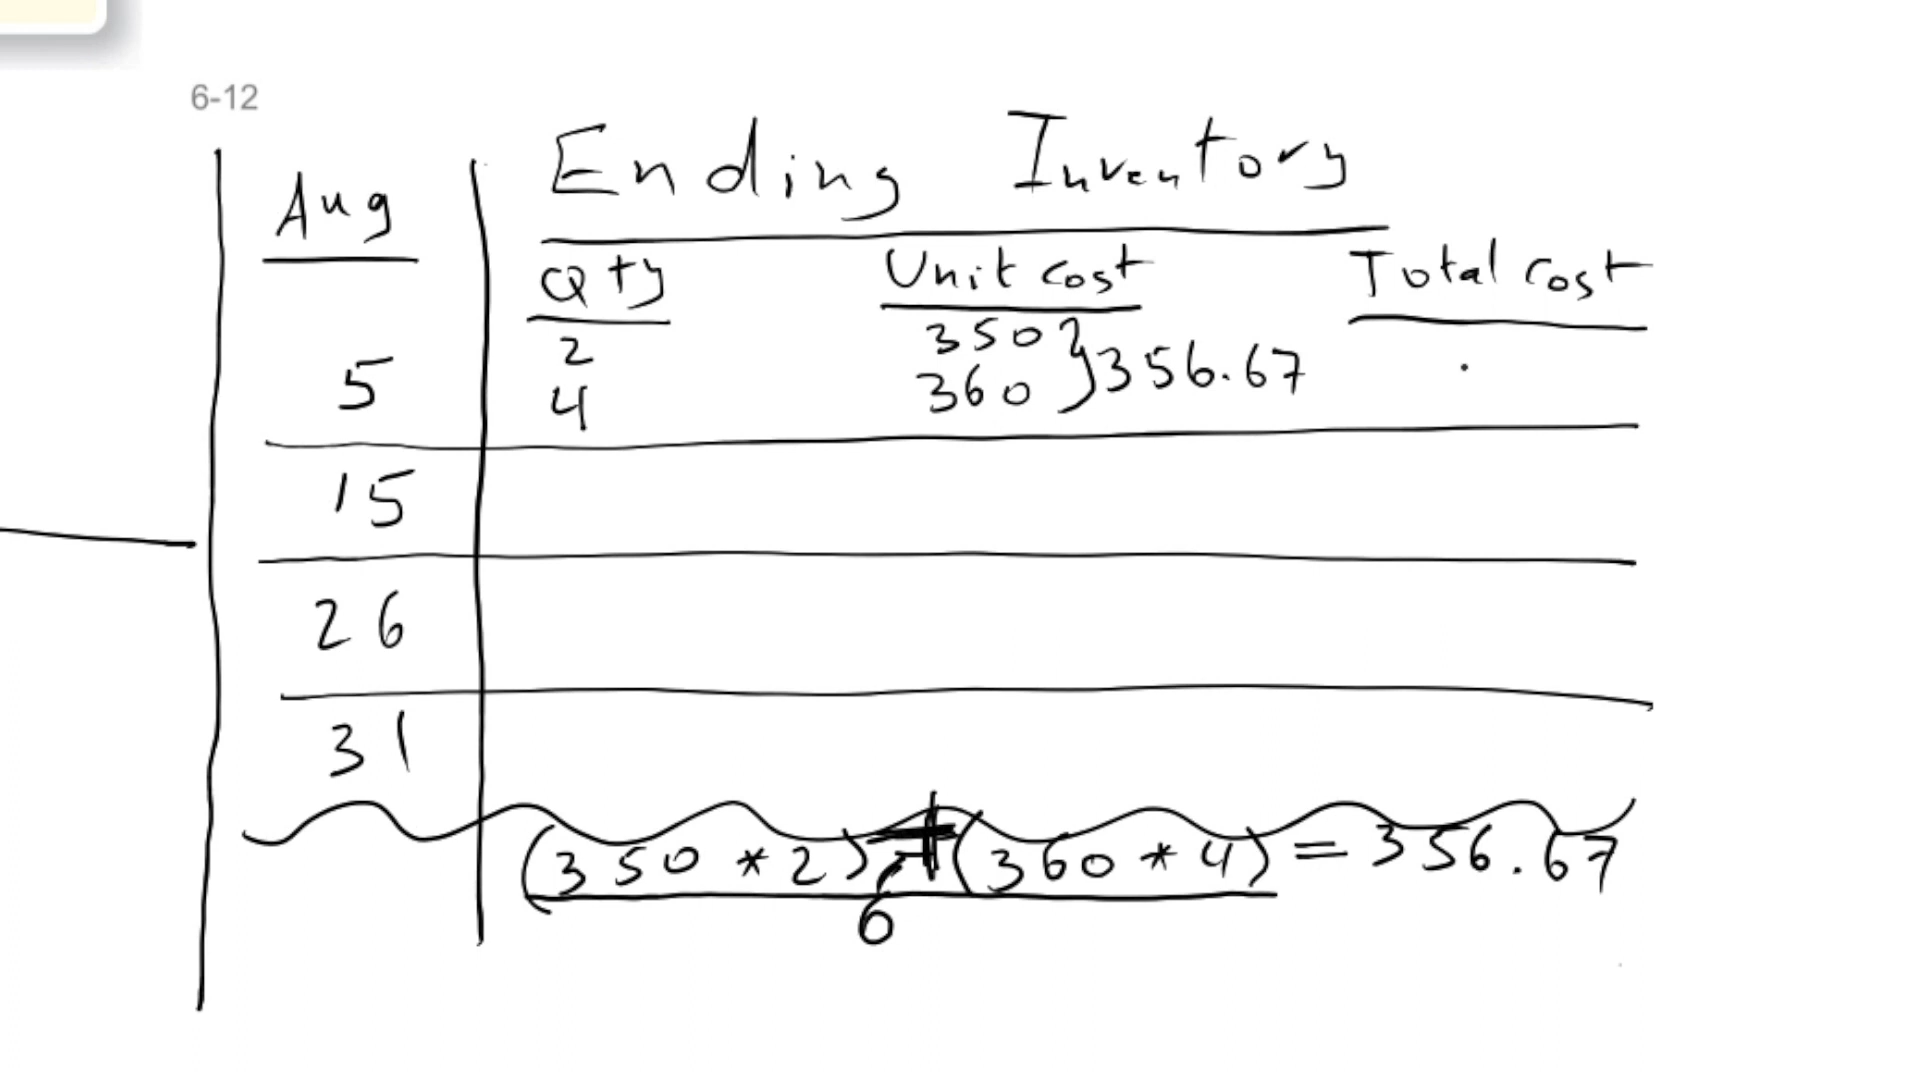 6-12
Aug
Ending Inventory
Qty Unit cost Total cost
5 2 350 } 356.67
4 360
15
26
31
(350 * 2) + (360 * 4) = 356.67
6